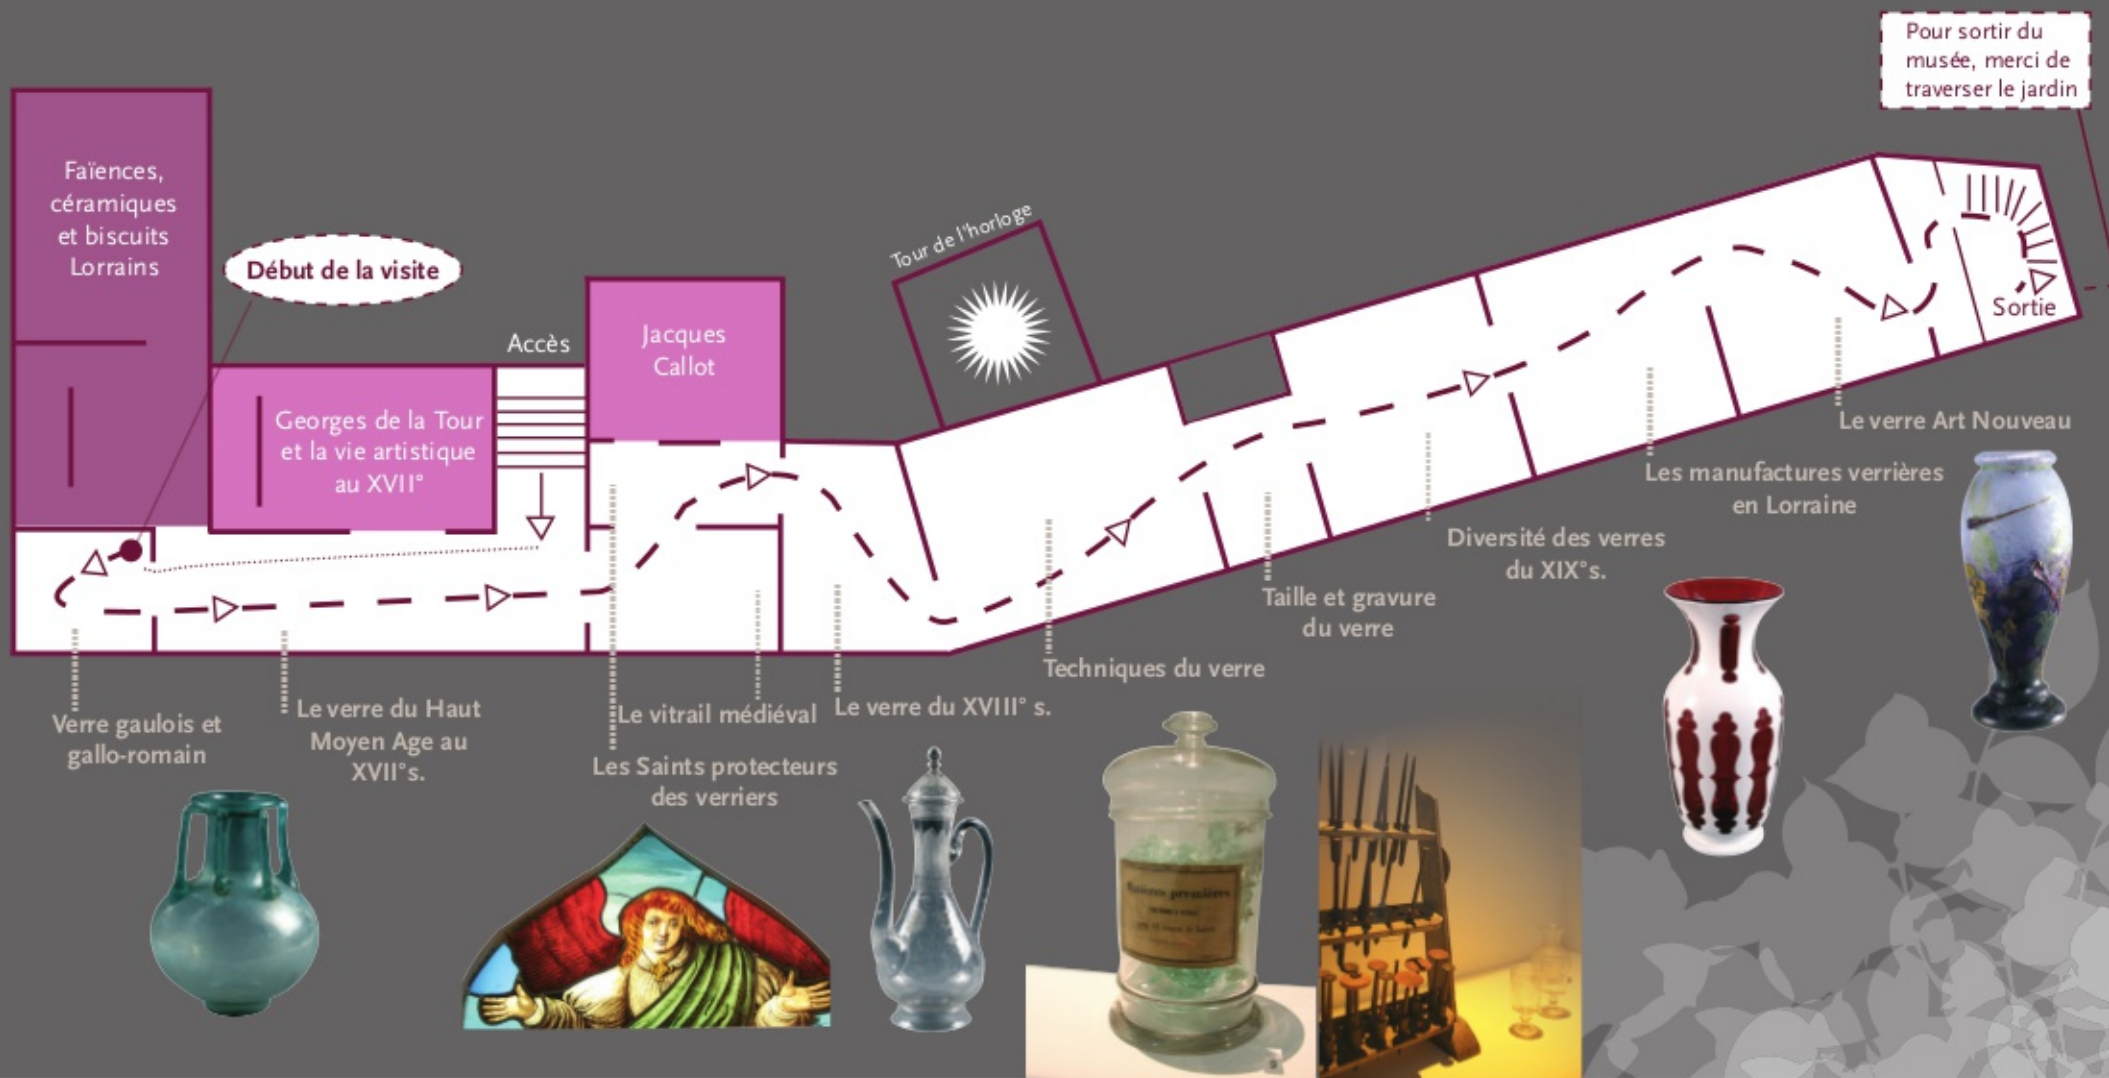 Pour sortir du
musée, merci de
traverser le jardin
Faïences,
céramiques
et biscuits
Lorrains
Début de la visite
Accès
Jacques
Callot
Tour de l'horloge
Georges de la Tour
et la vie artistique
au XVII°
Sortie
Le verre Art Nouveau
Les manufactures verrières
en Lorraine
Diversité des verres
du XIX°s.
Taille et gravure
du verre
Techniques du verre
Le verre du XVIII° s.
Le vitrail médiéval
Les Saints protecteurs
des verriers
Le verre du Haut
Moyen Age au
XVII°s.
Verre gaulois et
gallo-romain
Matières premières